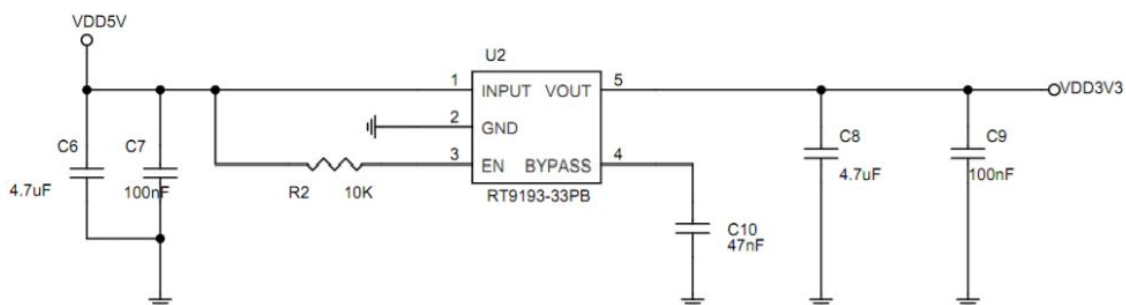 VDD5V
U2
1
INPUT VOUT
5
VDD3V3
2
GND
C6
C7
C8
C9
3
EN BYPASS
4
4.7uF
100nF
R2
10K
RT9193-33PB
4.7uF
100nF
C10
47nF